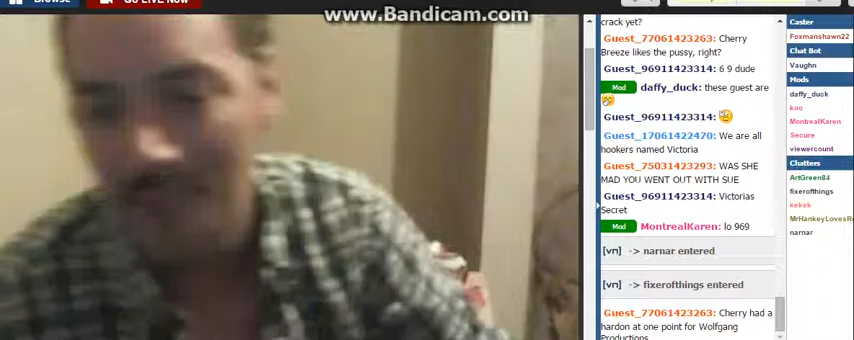 Browse
GO LIVE NOW
www.Bandicam.com
crack yet?
Guest_77061423263: Cherry
Breeze likes the pussy, right?
Guest_96911423314: 6 9 dude
Mod daffy_duck: these guest are
Guest_96911423314:
Guest_17061422470: We are all
hookers named Victoria
Guest_75031423293: WAS SHE
MAD YOU WENT OUT WITH SUE
Guest_96911423314: Victorias
Secret
Mod MontrealKaren: lo 969
[vn] -> narnar entered
[vn] -> fixerofthings entered
Guest_77061423263: Cherry had a
hardon at one point for Wolfgang
Productions
Caster
Foxmanshawn22
Chat Bot
Vaughn
Mods
daffy_duck
koo
MontrealKaren
Secure
viewercount
Chatters
ArtGreen84
fixerofthings
kekek
MrHankeyLovesR
narnar